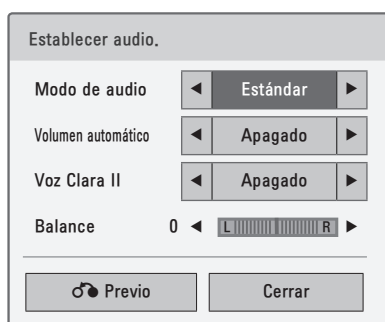 Establecer audio.
Modo de audio ◀ Estándar ▶
Volumen automático ◀ Apagado ▶
Voz Clara II ◀ Apagado ▶
Balance 0 ◀ L R ▶
Previo Cerrar